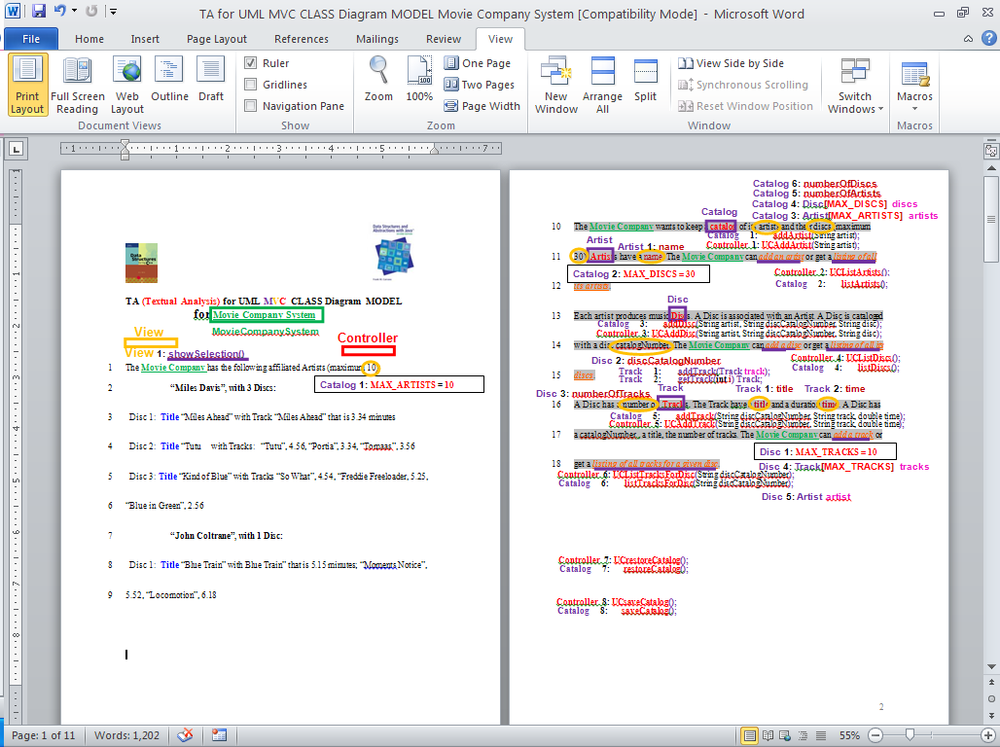 TA for UML MVC CLASS Diagram MODEL Movie Company System [Compatibility Mode] - Microsoft Word
File Home Insert Page Layout References Mailings Review View
Print Layout
Full Screen Reading
Web Layout
Outline
Draft
Document Views
Ruler
Gridlines
Navigation Pane
Show
Zoom
100%
One Page
Two Pages
Page Width
Zoom
New Window
Arrange All
Split
View Side by Side
Synchronous Scrolling
Reset Window Position
Window
Switch Windows
Macros
Macros
1 1 2 3 4 5 7
Data Structures and Abstractions with Java
Data Structures
TA (Textual Analysis) for UML MVC CLASS Diagram MODEL
for Movie Company System
MovieCompanySystem
View
Controller
View 1: showSelection()
1 The Movie Company has the following affiliated Artists (maximum 10)
Catalog 1: MAX_ARTISTS = 10
2 “Miles Davis”, with 3 Discs:
3 Disc 1: Title “Miles Ahead” with Track “Miles Ahead” that is 3.34 minutes
4 Disc 2: Title “Tutu with Tracks: “Tutu”, 4.56, “Portia”, 3.34, “Tomaas”, 3.56
5 Disc 3: Title “Kind of Blue” with Tracks “So What”, 4.54, “Freddie Freeloader, 5.25,
6 “Blue in Green”, 2.56
7 “John Coltrane”, with 1 Disc:
8 Disc 1: Title “Blue Train” with Blue Train” that is 5.15 minutes; “Moments Notice”,
9 5.52, “Locomotion”, 6.18
Catalog 6: numberOfDiscs
Catalog 5: numberOfArtists
Catalog 4: Disc[MAX_DISCS] discs
Catalog 3: Artist[MAX_ARTISTS] artists
Catalog
10 The Movie Company wants to keep a catalog of its artists and their discs, maximum
Catalog 1: addArtist(String artist);
Artist
Artist 1: name
Controller 1: UCAddArtist(String artist);
11 30. Artists have a name. The Movie Company can add an artist or get a listing of all
Catalog 2: MAX_DISCS = 30
Controller 2: UCListArtists();
12 its artists. Catalog 2: listArtists();
Disc
13 Each artist produces music Discs. A Disc is associated with an Artist. A Disc is cataloged
Catalog 3: addDisc(String artist, String discCatalogNumber, String disc);
Controller 3: UCAddDisc(String artist, String discCatalogNumber, String disc);
14 with a disc catalogNumber. The Movie Company can add a disc or get a listing of all
Controller 4: UCListDiscs();
Disc 2: discCatalogNumber
Catalog 4: listDiscs();
Track 1: addTrack(Track track);
15 discs. Track 2: getTrack(int i) Track;
Track
Track 1: title Track 2: time
Disc 3: numberOfTracks
16 A Disc has a number of Tracks. The Track have a title and a duration time. A Disc has
Catalog 5: addTrack(String discCatalogNumber, String track, double time);
Controller 5: UCAddTrack(String discCatalogNumber, String track, double time);
17 a catalogNumber, a title, the number of tracks. The Movie Company can add a track or
Disc 1: MAX_TRACKS = 10
18 get a listing of all tracks for a given disc.
Disc 4: Track[MAX_TRACKS] tracks
Controller 6: UCListTracksForDisc(String discCatalogNumber);
Catalog 6: listTracksForDisc(String discCatalogNumber);
Disc 5: Artist artist
Controller 7: UCrestoreCatalog();
Catalog 7: restoreCatalog();
Controller 8: UCsaveCatalog();
Catalog 8: saveCatalog();
2
Page: 1 of 11 Words: 1,202 55%